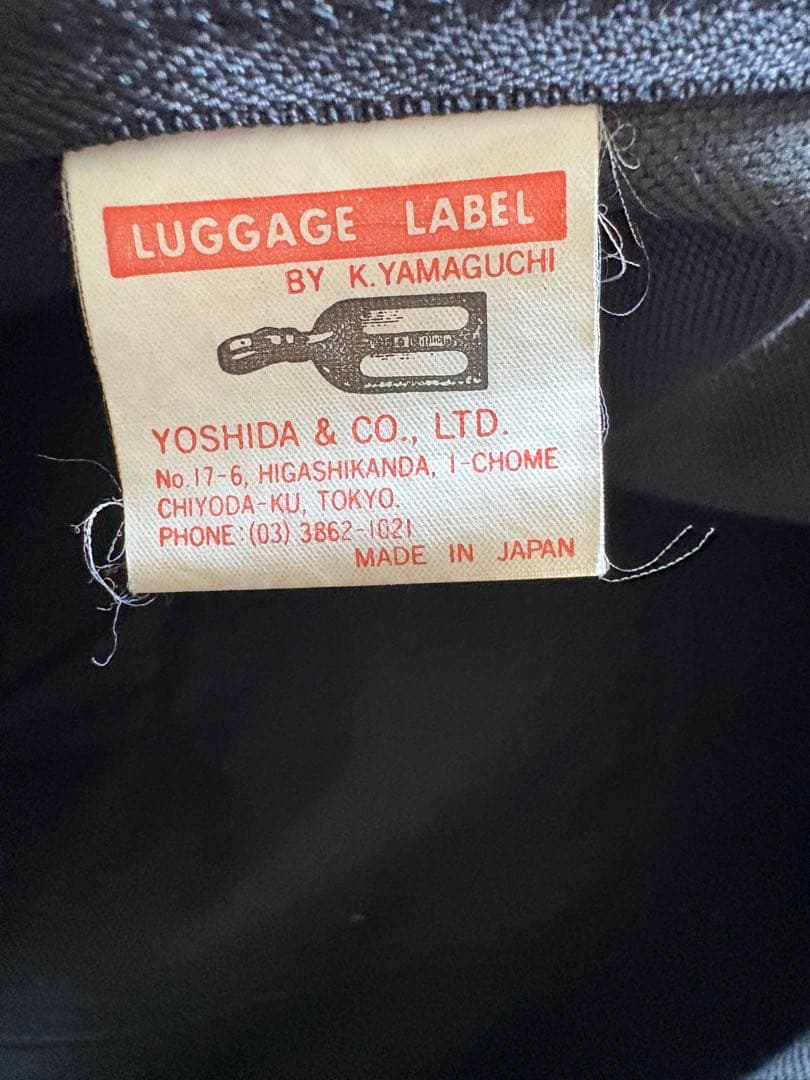 LUGGAGE LABEL
BY K.YAMAGUCHI
YOSHIDA & CO., LTD.
No.17-6, HIGASHIKANDA, 1-CHOME
CHIYODA-KU, TOKYO.
PHONE:(03) 3862-1021
MADE IN JAPAN